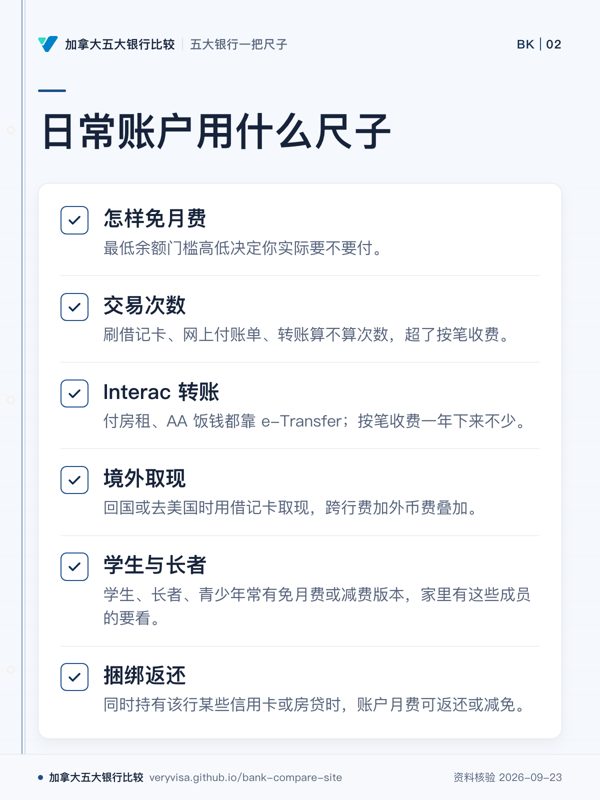 加拿大五大银行比较 | 五大银行一把尺子
BK | 02
日常账户用什么尺子
怎样免月费
最低余额门槛高低决定你实际要不要付。
交易次数
刷借记卡、网上付账单、转账算不算次数，超了按笔收费。
Interac 转账
付房租、AA 饭钱都靠 e-Transfer；按笔收费一年下来不少。
境外取现
回国或去美国时用借记卡取现，跨行费加外币费叠加。
学生与长者
学生、长者、青少年常有免月费或减费版本，家里有这些成员
的要看。
捆绑返还
同时持有该行某些信用卡或房贷时，账户月费可返还或减免。
加拿大五大银行比较 veryvisa.github.io/bank-compare-site
资料核验 2026-09-23